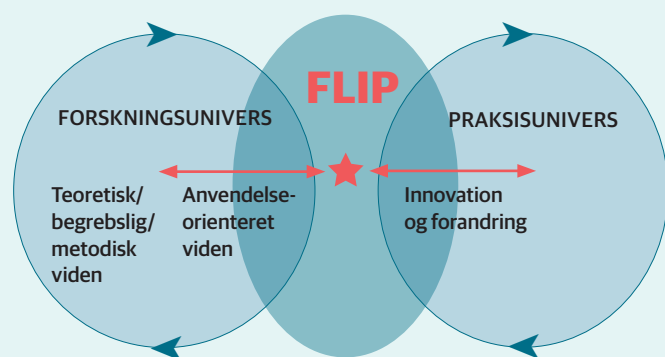 FLIP
FORSKNINGSUNIVERS
PRAKSISUNIVERS
Teoretisk/
begrebslig/
metodisk
viden
Anvendelse-
orienteret
viden
Innovation
og forandring